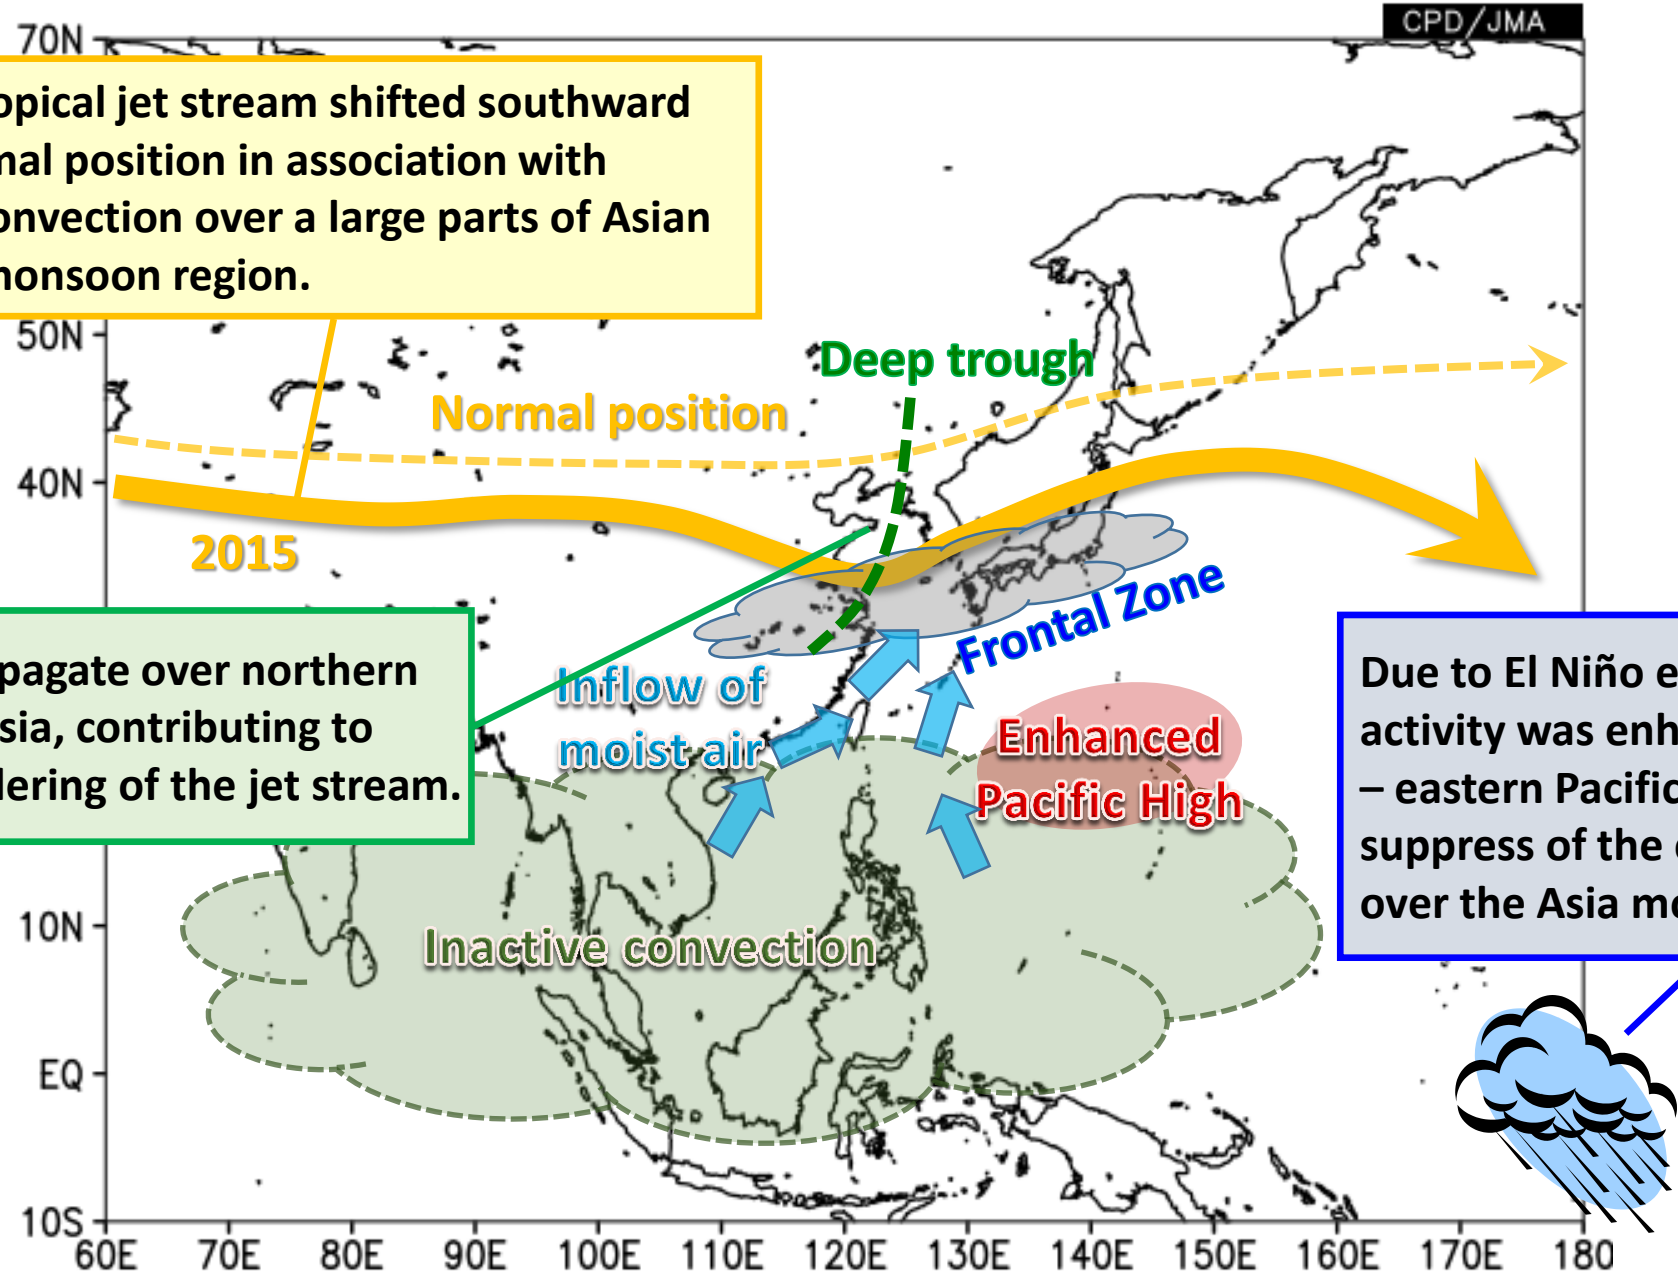 CPD/JMA
70N
opical jet stream shifted southward
mal position in association with
onvection over a large parts of Asian
monsoon region.
50N
Deep trough
Normal position
40N
2015
Frontal Zone
pagate over northern
sia, contributing to
dering of the jet stream.
Inflow of
moist air
Enhanced
Pacific High
Due to El Niño e
activity was enh
– eastern Pacific
suppress of the
over the Asia mo
10N
Inactive convection
EQ
10S
60E 70E 80E 90E 100E 110E 120E 130E 140E 150E 160E 170E 180